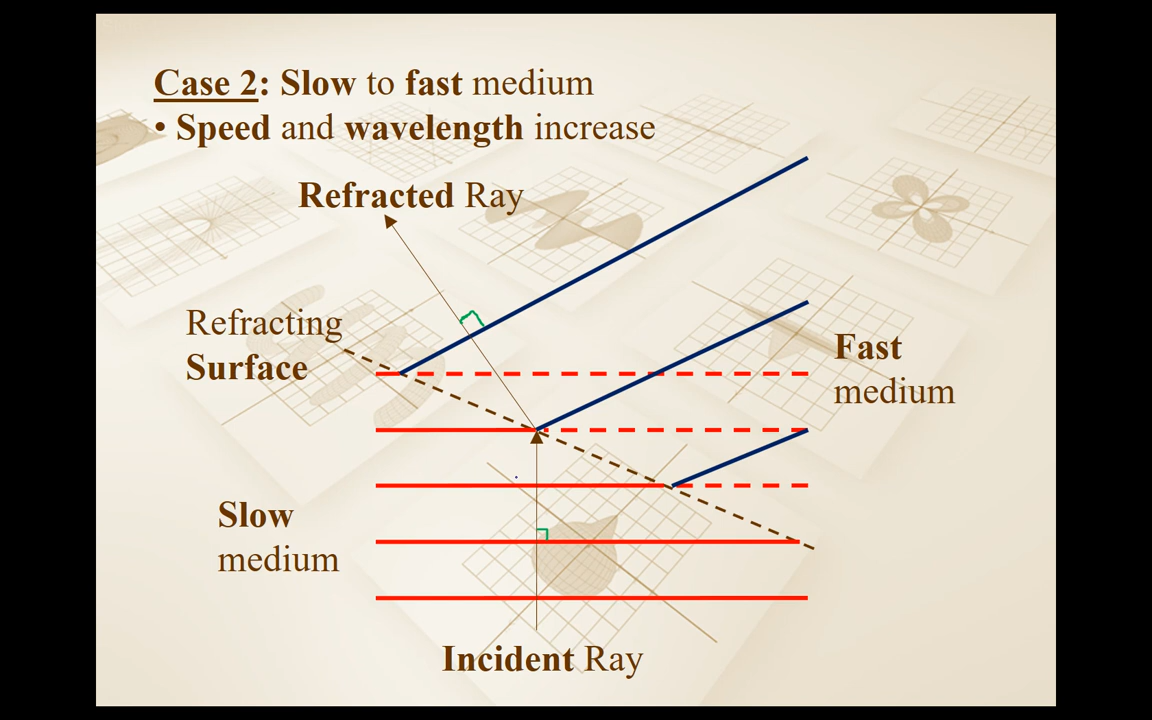 Case 2: Slow to fast medium
• Speed and wavelength increase
Refracted Ray
Refracting
Surface
Fast
medium
Slow
medium
Incident Ray